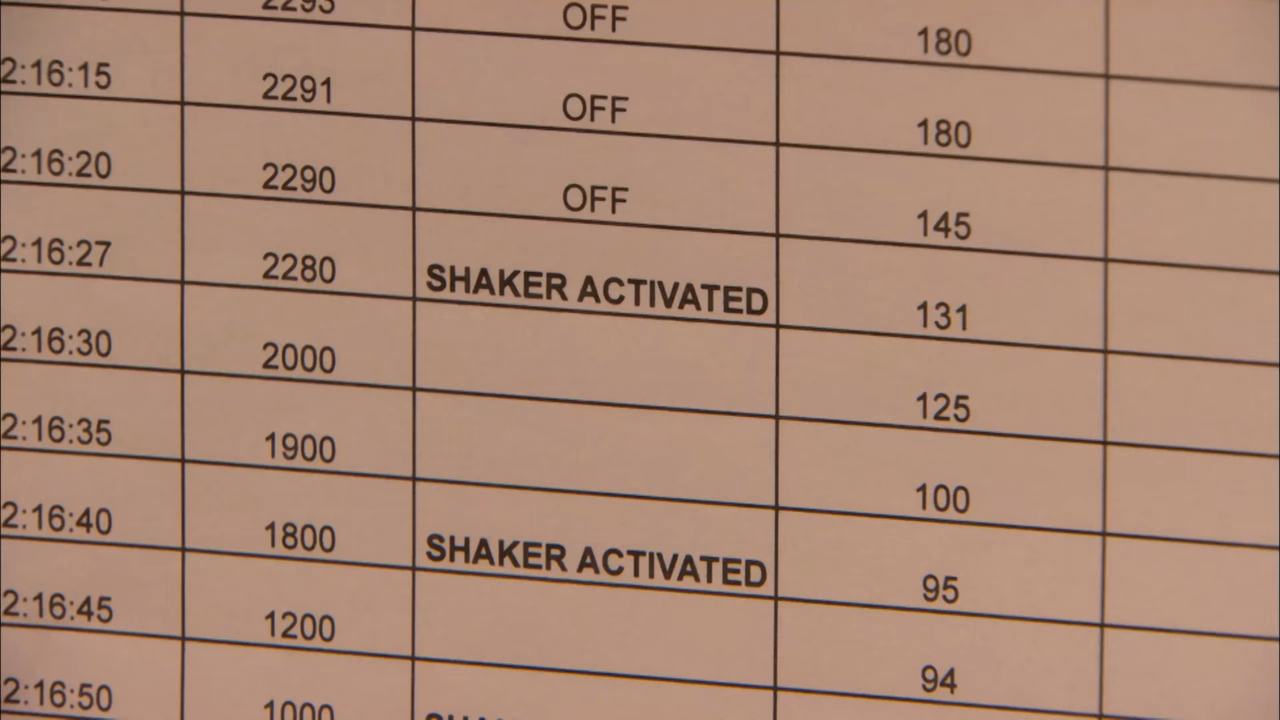 2293 OFF 180
2:16:15 2291 OFF 180
2:16:20 2290 OFF 145
2:16:27 2280 SHAKER ACTIVATED 131
2:16:30 2000 125
2:16:35 1900 100
2:16:40 1800 SHAKER ACTIVATED 95
2:16:45 1200 94
2:16:50 1000